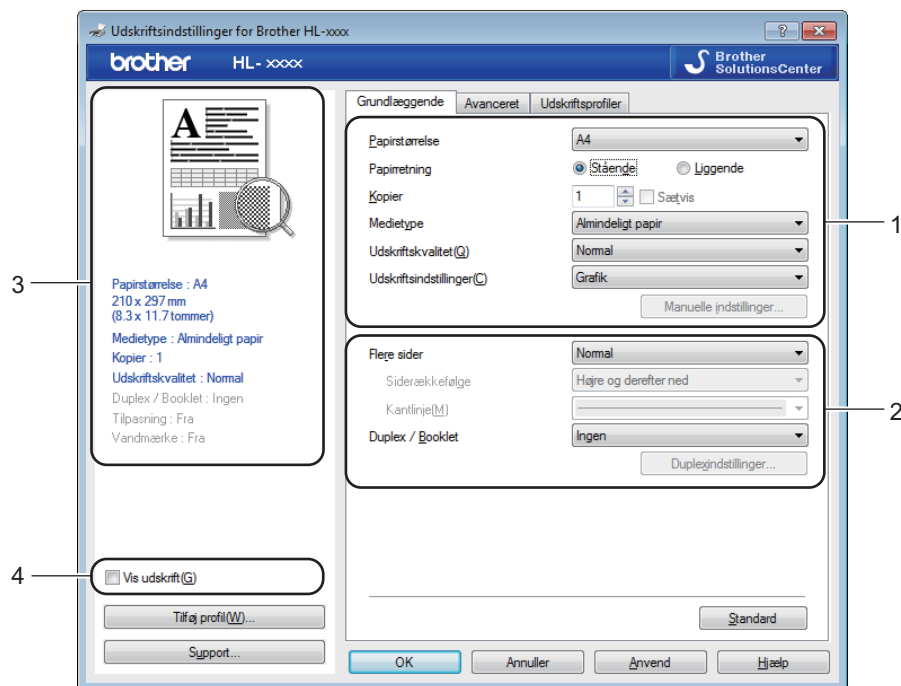 Udskriftsindstillinger for Brother HL-xxxx
brother HL- xxxx
Brother
SolutionsCenter
Grundlæggende Avanceret Udskriftsprofiler
A
Papirstørrelse A4
Papirretning Stående Liggende
Kopier 1 Sætvis
Medietype Almindeligt papir
Udskriftskvalitet(Q) Normal
Udskriftsindstillinger(C) Grafik
Manuelle indstillinger...
1
3
Papirstørrelse : A4
210 x 297 mm
(8.3 x 11.7 tommer)
Medietype : Almindeligt papir
Kopier : 1
Udskriftskvalitet : Normal
Duplex / Booklet : Ingen
Tilpasning : Fra
Vandmærke : Fra
Flere sider Normal
Siderækkefølge Højre og derefter ned
Kantlinje(M)
Duplex / Booklet Ingen
Duplexindstillinger...
2
4
Vis udskrift(G)
Tilføj profil(W)...
Support...
Standard
OK Annuller Anvend Hjælp